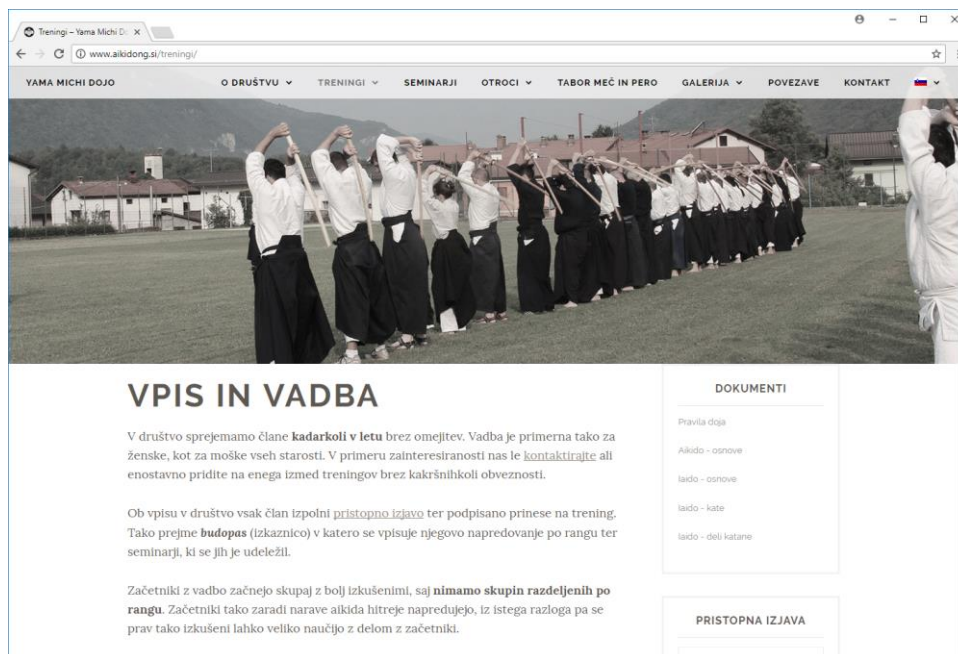 Treningi – Yama Michi Do
www.aikidong.si/treningi/
YAMA MICHI DOJO
O DRUŠTVU
TRENINGI
SEMINARJI
OTROCI
TABOR MEČ IN PERO
GALERIJA
POVEZAVE
KONTAKT
VPIS IN VADBA
V društvo sprejemamo člane kadarkoli v letu brez omejitev. Vadba je primerna tako za
ženske, kot za moške vseh starosti. V primeru zainteresiranosti nas le kontaktirajte ali
enostavno pridite na enega izmed treningov brez kakršnihkoli obveznosti.
Ob vpisu v društvo vsak član izpolni pristopno izjavo ter podpisano prinese na trening.
Tako prejme budopas (izkaznico) v katero se vpisuje njegovo napredovanje po rangu ter
seminarji, ki se jih je udeležil.
Začetniki z vadbo začnejo skupaj z bolj izkušenimi, saj nimamo skupin razdeljenih po
rangu. Začetniki tako zaradi narave aikida hitreje napredujejo, iz istega razloga pa se
prav tako izkušeni lahko veliko naučijo z delom z začetniki.
DOKUMENTI
Pravila doja
Aikido - osnove
Iaido - osnove
Iaido - kate
Iaido - deli katane
PRISTOPNA IZJAVA